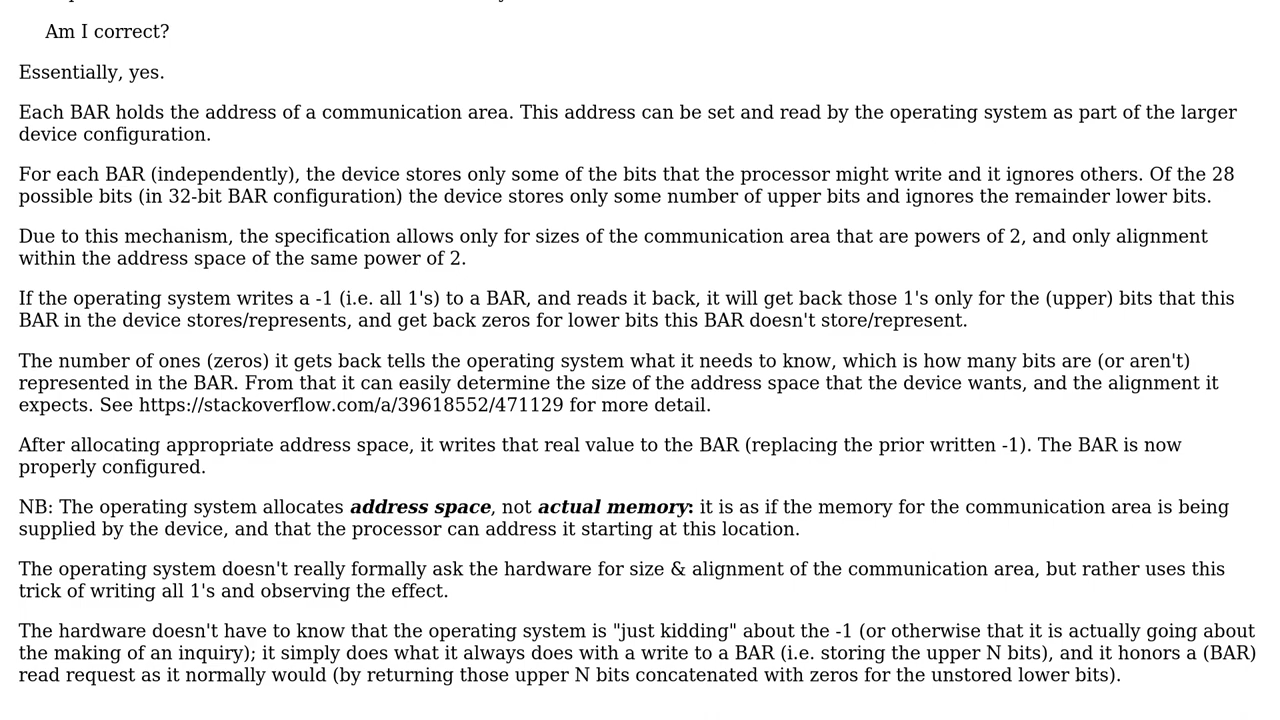 Am I correct?
Essentially, yes.
Each BAR holds the address of a communication area. This address can be set and read by the operating system as part of the larger
device configuration.
For each BAR (independently), the device stores only some of the bits that the processor might write and it ignores others. Of the 28
possible bits (in 32-bit BAR configuration) the device stores only some number of upper bits and ignores the remainder lower bits.
Due to this mechanism, the specification allows only for sizes of the communication area that are powers of 2, and only alignment
within the address space of the same power of 2.
If the operating system writes a -1 (i.e. all 1's) to a BAR, and reads it back, it will get back those 1's only for the (upper) bits that this
BAR in the device stores/represents, and get back zeros for lower bits this BAR doesn't store/represent.
The number of ones (zeros) it gets back tells the operating system what it needs to know, which is how many bits are (or aren't)
represented in the BAR. From that it can easily determine the size of the address space that the device wants, and the alignment it
expects. See https://stackoverflow.com/a/39618552/471129 for more detail.
After allocating appropriate address space, it writes that real value to the BAR (replacing the prior written -1). The BAR is now
properly configured.
NB: The operating system allocates address space, not actual memory: it is as if the memory for the communication area is being
supplied by the device, and that the processor can address it starting at this location.
The operating system doesn't really formally ask the hardware for size & alignment of the communication area, but rather uses this
trick of writing all 1's and observing the effect.
The hardware doesn't have to know that the operating system is "just kidding" about the -1 (or otherwise that it is actually going about
the making of an inquiry); it simply does what it always does with a write to a BAR (i.e. storing the upper N bits), and it honors a (BAR)
read request as it normally would (by returning those upper N bits concatenated with zeros for the unstored lower bits).